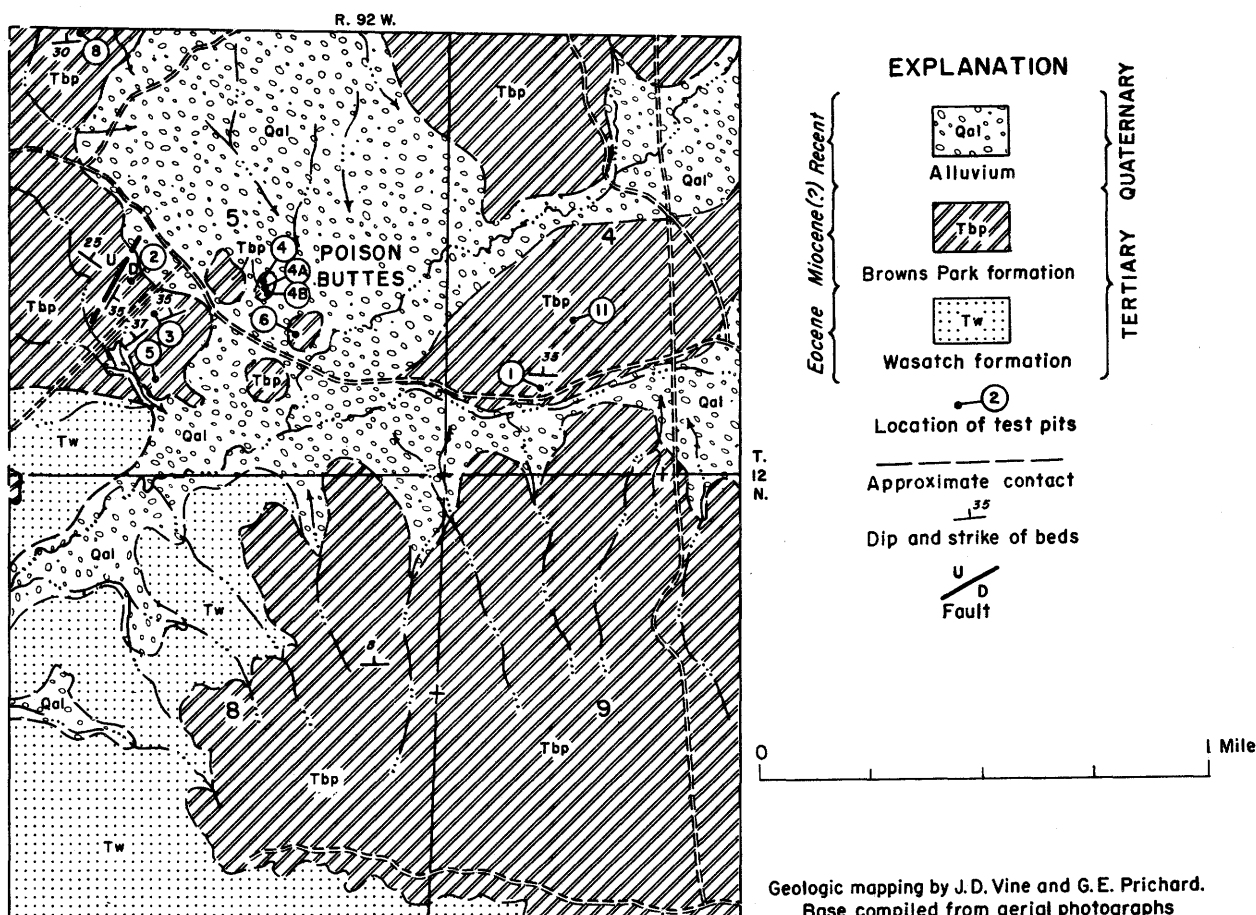 R. 92 W.
30
8
Tbp
Qal
Tbp
Qal
5
4
Tbp
4
4A
4B
POISON
BUTTES
25
U
D
2
Tbp
35
35
37
3
5
6
Tbp
11
35
1
Tbp
Tw
Qal
Qal
T.
12
N.
Qal
Tw
8
Qal
8
9
Tbp
Tbp
Tw
EXPLANATION
Qal
Alluvium
Tbp
Browns Park formation
Tw
Wasatch formation
Eocene Miocene(?) Recent
TERTIARY QUATERNARY
2
Location of test pits
Approximate contact
35
Dip and strike of beds
U
D
Fault
0 1 Mile
Geologic mapping by J.D. Vine and G.E. Prichard.
Base compiled from aerial photographs